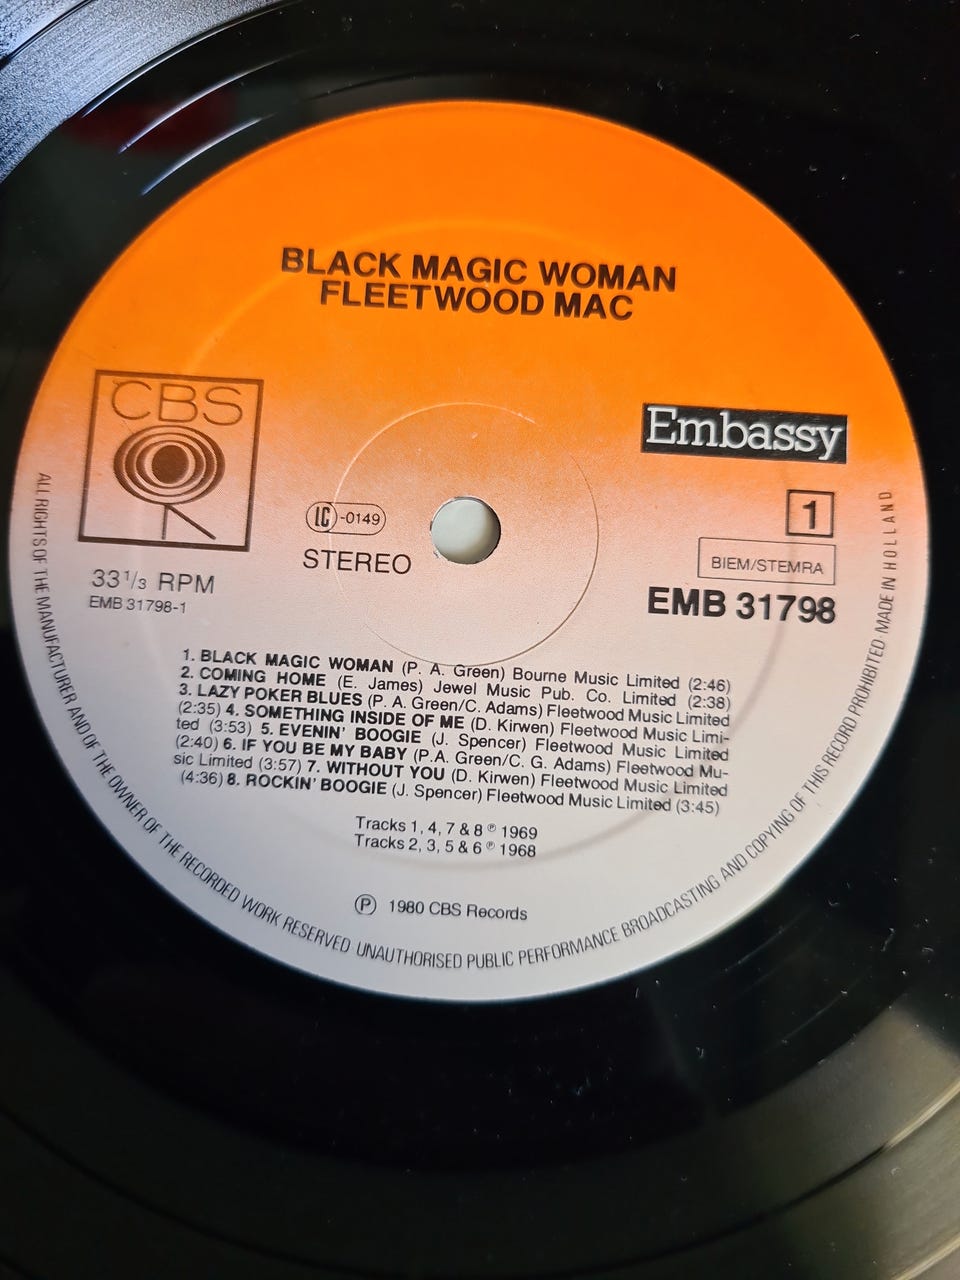 BLACK MAGIC WOMAN
FLEETWOOD MAC
CBS
Embassy
LC-0149
STEREO
1
BIEM/STEMRA
33 1/3 RPM
EMB 31798-1
EMB 31798
1. BLACK MAGIC WOMAN (P. A. Green) Bourne Music Limited (2:46)
2. COMING HOME (E. James) Jewel Music Pub. Co. Limited (2:38)
3. LAZY POKER BLUES (P. A. Green/C. Adams) Fleetwood Music Limited
(2:35) 4. SOMETHING INSIDE OF ME (D. Kirwen) Fleetwood Music Limi-
ted (3:53) 5. EVENIN' BOOGIE (J. Spencer) Fleetwood Music Limited
(2:40) 6. IF YOU BE MY BABY (P.A. Green/C. G. Adams) Fleetwood Mu-
sic Limited (3:57) 7. WITHOUT YOU (D. Kirwen) Fleetwood Music Limited
(4:36) 8. ROCKIN' BOOGIE (J. Spencer) Fleetwood Music Limited (3:45)
Tracks 1, 4, 7 & 8 ℗ 1969
Tracks 2, 3, 5 & 6 ℗ 1968
℗ 1980 CBS Records
ALL RIGHTS OF THE MANUFACTURER AND OF THE OWNER OF THE RECORDED WORK RESERVED UNAUTHORISED PUBLIC PERFORMANCE BROADCASTING AND COPYING OF THIS RECORD PROHIBITED MADE IN HOLLAND